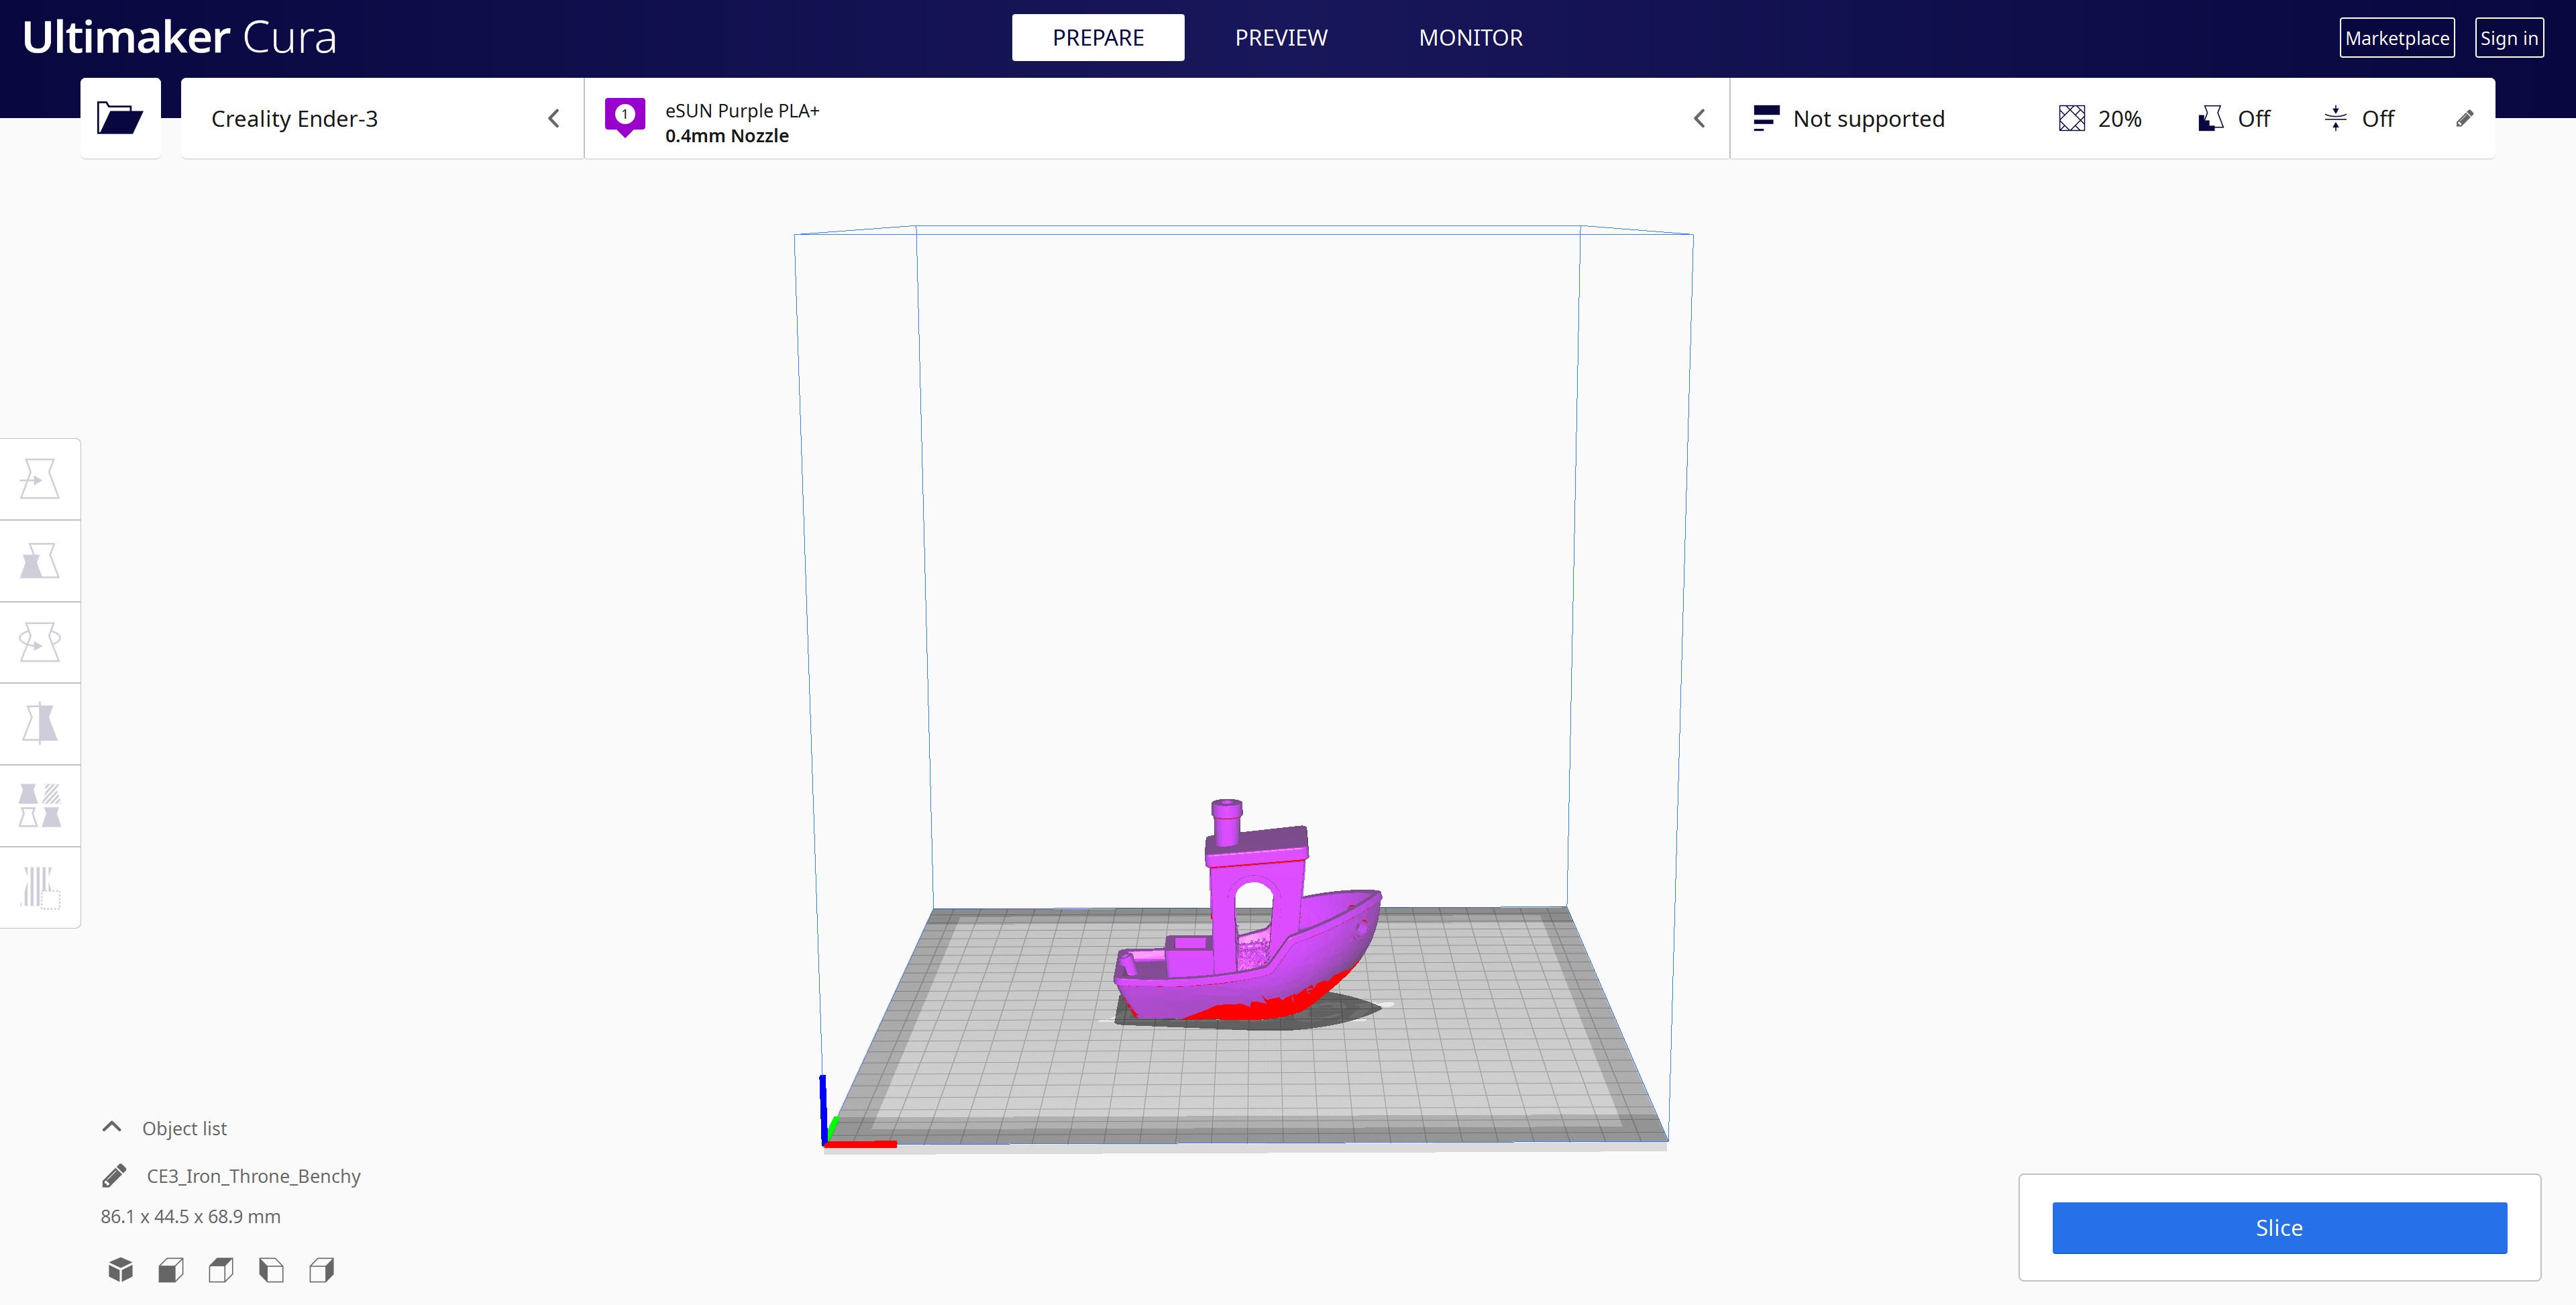 Ultimaker Cura
PREPARE
PREVIEW
MONITOR
Marketplace
Sign in
Creality Ender-3
1
eSUN Purple PLA+
0.4mm Nozzle
Not supported
20%
Off
Off
Object list
CE3_Iron_Throne_Benchy
86.1 x 44.5 x 68.9 mm
Slice